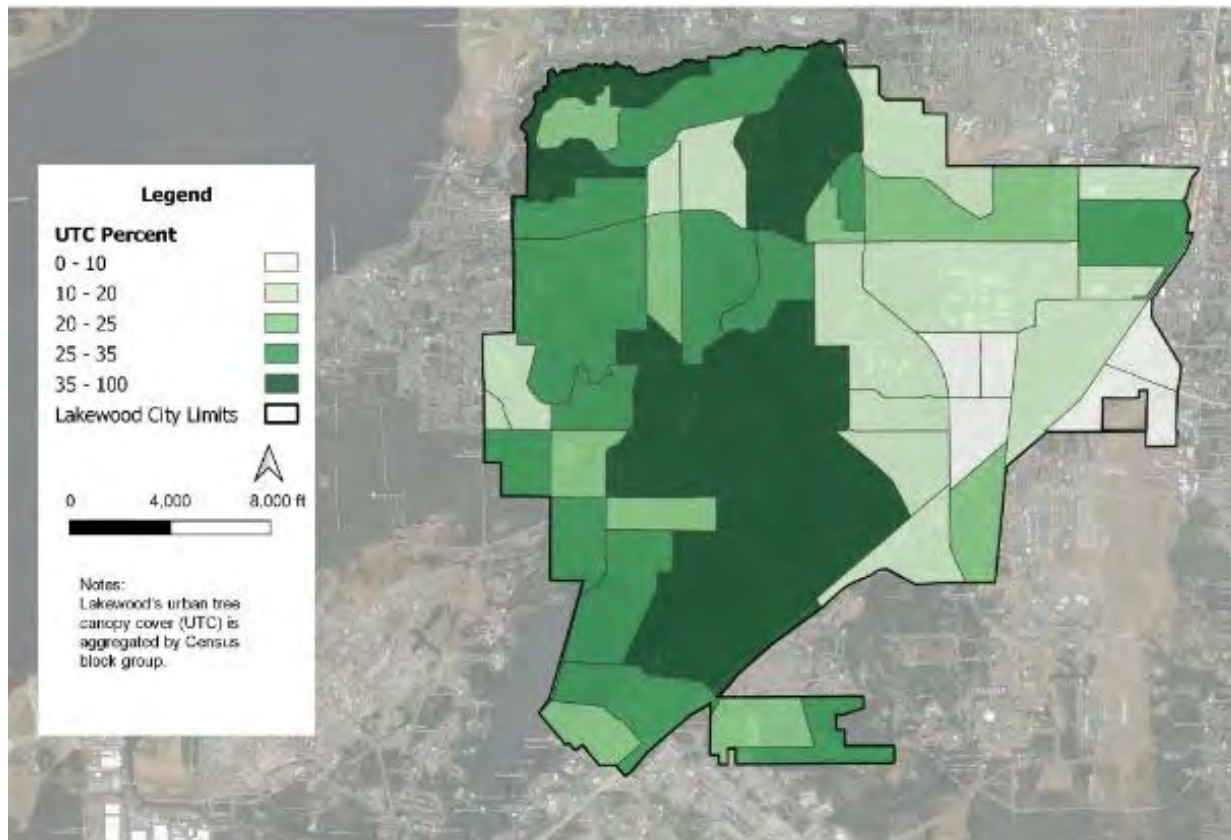 Legend
UTC Percent
0 - 10
10 - 20
20 - 25
25 - 35
35 - 100
Lakewood City Limits
0 4,000 8,000 ft
Notes:
Lakewood's urban tree
canopy cover (UTC) is
aggregated by Census
block group.